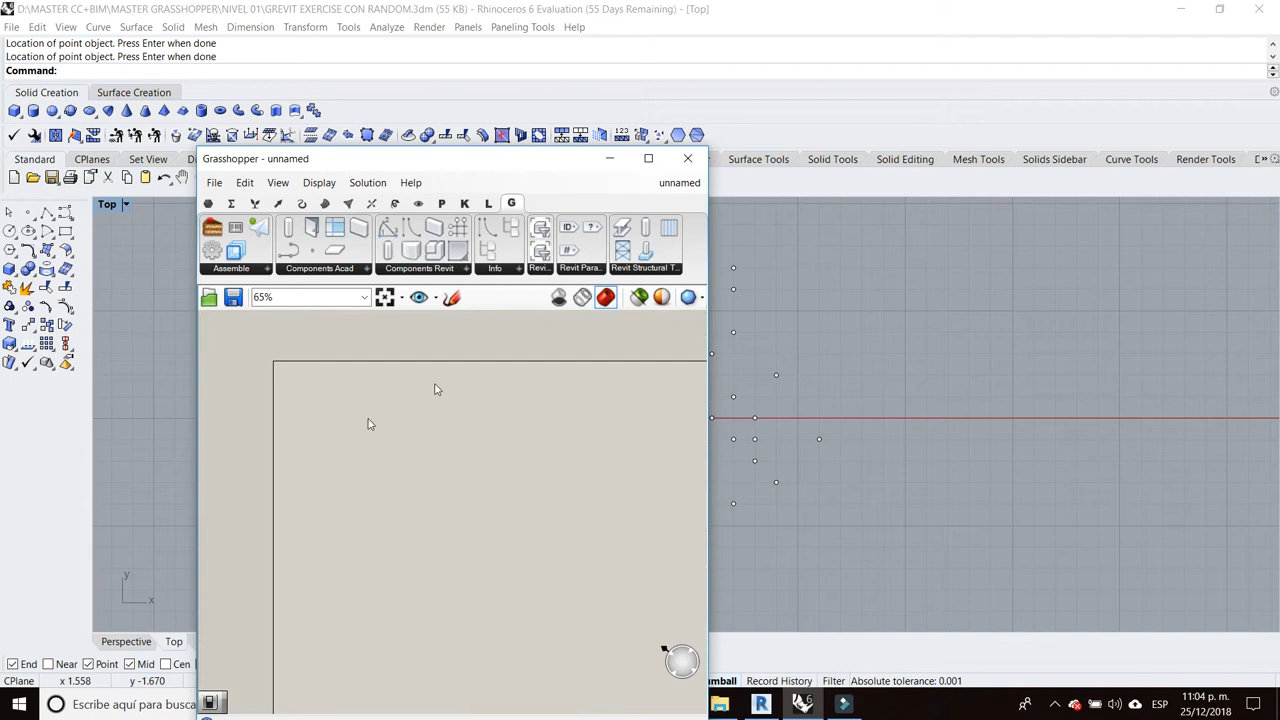 D:\MASTER CC+BIM\MASTER GRASSHOPPER\NIVEL 01\GREVIT EXERCISE CON RANDOM.3dm (55 KB) - Rhinoceros 6 Evaluation (55 Days Remaining) - [Top]
File Edit View Curve Surface Solid Mesh Dimension Transform Tools Analyze Render Panels Paneling Tools Help
Location of point object. Press Enter when done
Location of point object. Press Enter when done
Command:
Solid Creation Surface Creation
Standard CPlanes Set View D Surface Tools Solid Tools Solid Editing Mesh Tools Solids Sidebar Curve Tools Render Tools D
Grasshopper - unnamed
File Edit View Display Solution Help unnamed
P K L G
Assemble Components Acad Components Revit Info Revi... Revit Para... Revit Structural T...
65%
Top
y
x
Perspective Top
End Near Point Mid Cen
CPlane x 1.558 y -1.670 umball Record History Filter Absolute tolerance: 0.001
Escribe aquí para busca
ESP
11:04 p. m.
25/12/2018